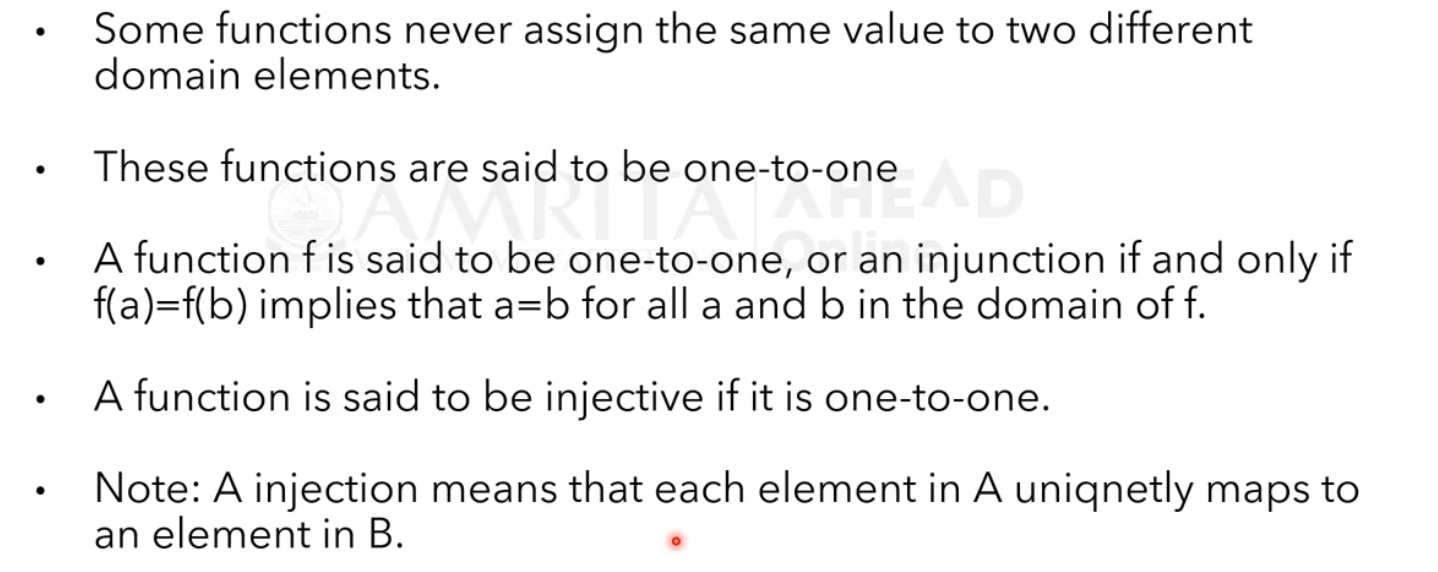 • Some functions never assign the same value to two different
domain elements.
• These functions are said to be one-to-one
AMRITA AHEAD
Online
• A function f is said to be one-to-one, or an injunction if and only if
f(a)=f(b) implies that a=b for all a and b in the domain of f.
• A function is said to be injective if it is one-to-one.
• Note: A injection means that each element in A uniqnetly maps to
an element in B.